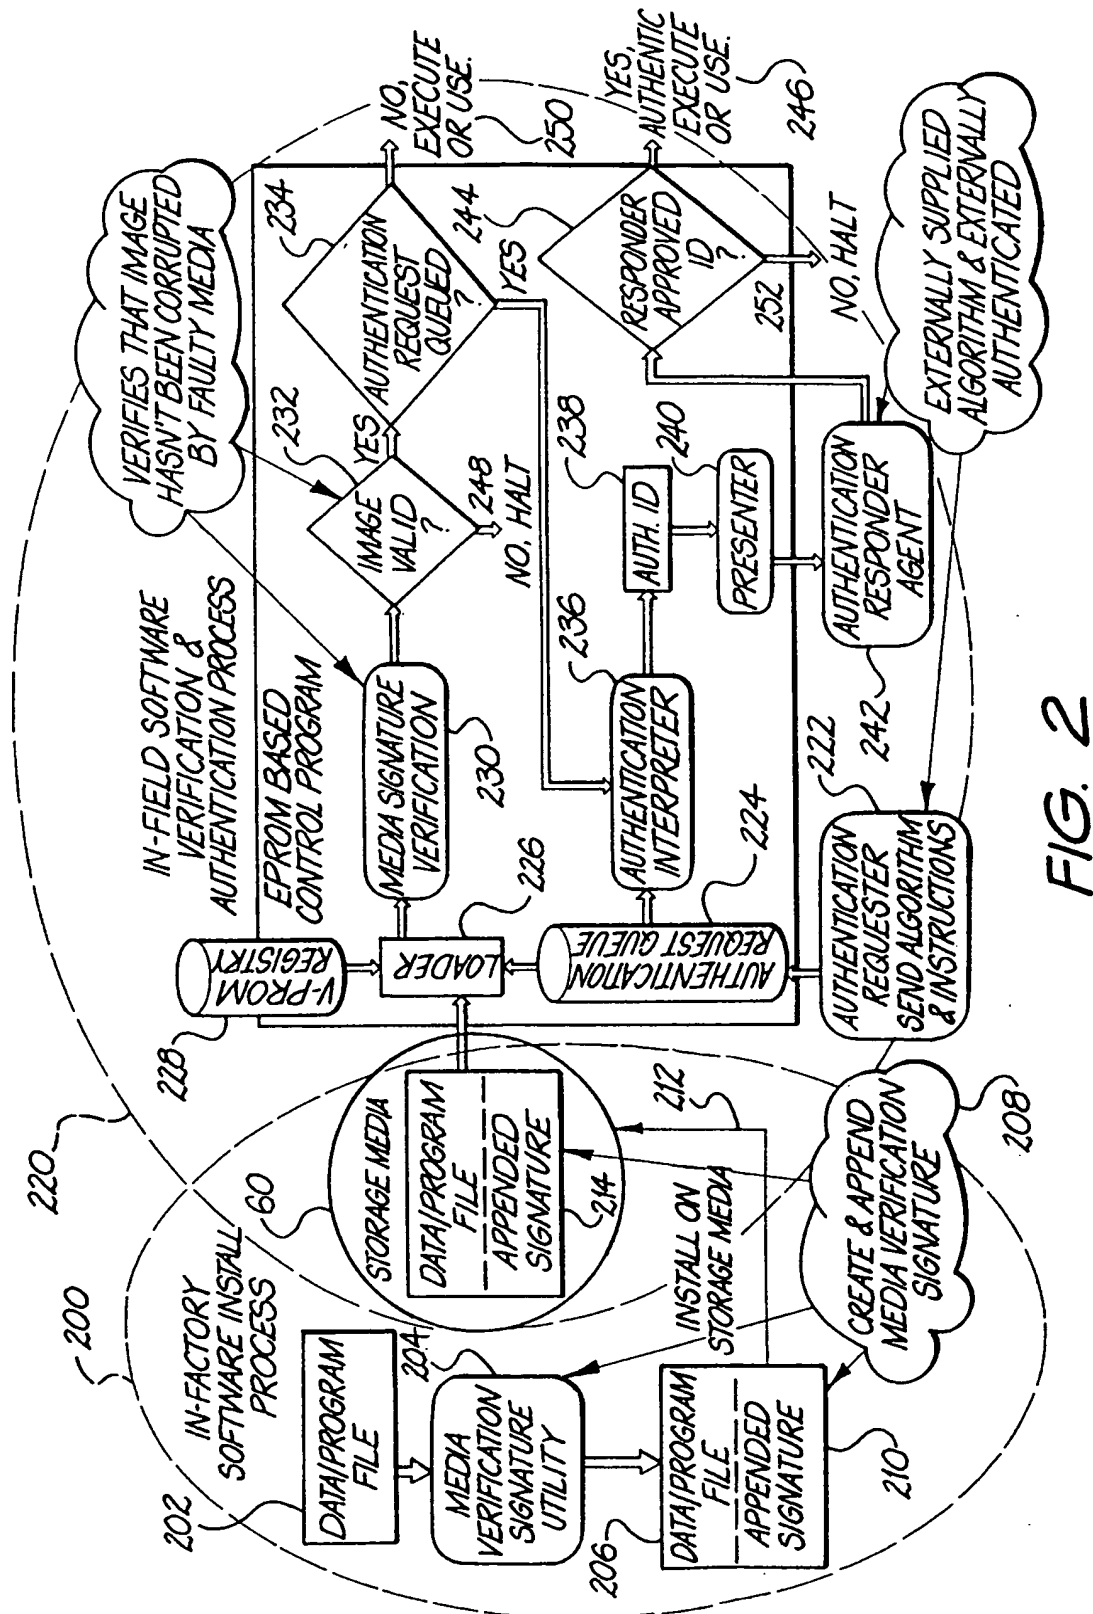 200
IN-FACTORY
SOFTWARE INSTALL
PROCESS
202
DATA/PROGRAM
FILE
204
MEDIA
VERIFICATION
SIGNATURE
UTILITY
206
DATA/PROGRAM
FILE
APPENDED
SIGNATURE
210
INSTALL ON
STORAGE MEDIA
212
CREATE & APPEND
MEDIA VERIFICATION
SIGNATURE
208
220
60
STORAGE MEDIA
DATA/PROGRAM
FILE
APPENDED
SIGNATURE
214
IN-FIELD SOFTWARE
VERIFICATION &
AUTHENTICATION PROCESS
228
V-PROM
REGISTRY
EPROM BASED
CONTROL PROGRAM
LOADER
226
AUTHENTICATION
REQUEST QUEUE
224
AUTHENTICATION
REQUESTER
SEND ALGORITHM
& INSTRUCTIONS
222
MEDIA SIGNATURE
VERIFICATION
230
VERIFIES THAT IMAGE
HASN'T BEEN CORRUPTED
BY FAULTY MEDIA
232
IMAGE
VALID
?
YES
248
NO, HALT
234
AUTHENTICATION
REQUEST
QUEUED
?
YES
NO,
EXECUTE
OR USE.
250
AUTHENTICATION
INTERPRETER
236
AUTH. ID
238
PRESENTER
240
AUTHENTICATION
RESPONDER
AGENT
242
244
RESPONDER
APPROVED
ID
?
YES,
AUTHENTIC
EXECUTE
OR USE.
246
252
NO, HALT
EXTERNALLY SUPPLIED
ALGORITHM & EXTERNALLY
AUTHENTICATED
FIG. 2